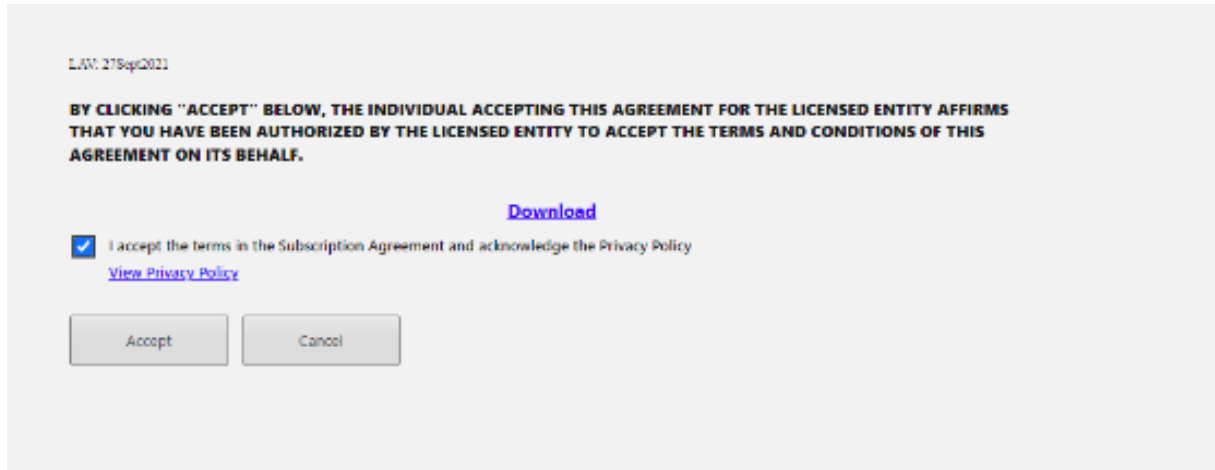 LAV: 27Sept2021
BY CLICKING "ACCEPT" BELOW, THE INDIVIDUAL ACCEPTING THIS AGREEMENT FOR THE LICENSED ENTITY AFFIRMS
THAT YOU HAVE BEEN AUTHORIZED BY THE LICENSED ENTITY TO ACCEPT THE TERMS AND CONDITIONS OF THIS
AGREEMENT ON ITS BEHALF.
Download
I accept the terms in the Subscription Agreement and acknowledge the Privacy Policy
View Privacy Policy
Accept Cancel